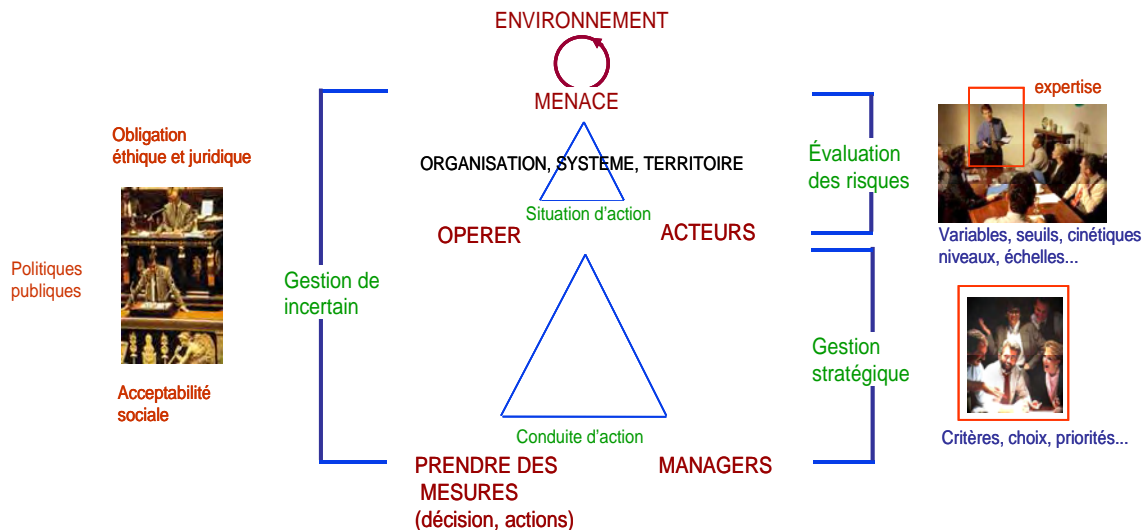 ENVIRONNEMENT
MENACE
ORGANISATION, SYSTEME, TERRITOIRE
Situation d'action
OPERER
ACTEURS
Conduite d'action
PRENDRE DES
MESURES
(décision, actions)
MANAGERS
Politiques
publiques
Obligation
éthique et juridique
Acceptabilité
sociale
Gestion de
incertain
Évaluation
des risques
Gestion
stratégique
expertise
Variables, seuils, cinétiques
niveaux, échelles...
Critères, choix, priorités...